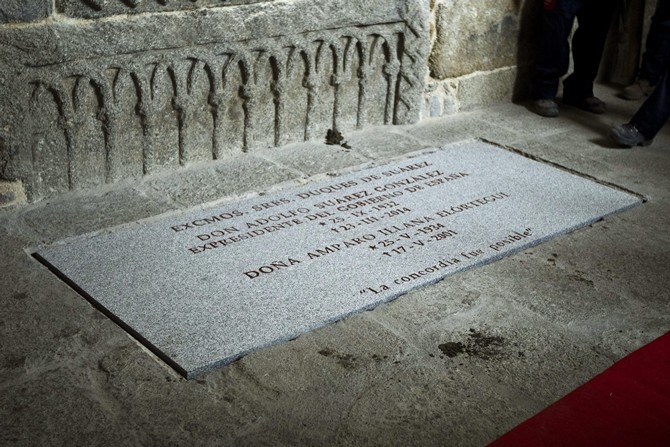 EXCMOS. SRES. DUQUES DE SUÁREZ
DON ADOLFO SUÁREZ GONZÁLEZ
EXPRESIDENTE DEL GOBIERNO DE ESPAÑA
* 25 - IX - 1932
† 23 - III - 2014
DOÑA AMPARO ILLANA ELÓRTEGUI
* 25 - V - 1934
† 17 - V - 2001
"La concordia fue posible"